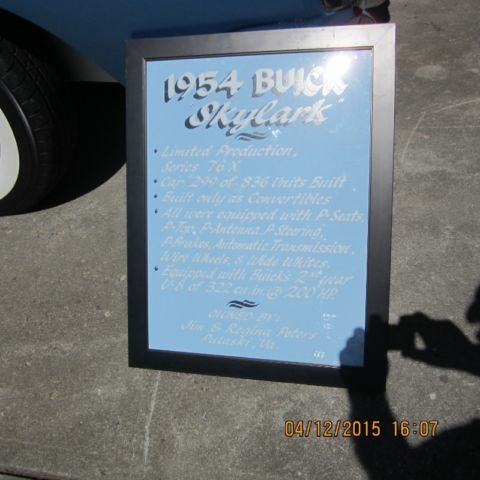 1954 BUICK
"Skylark"
• Limited Production,
Series 76 X
• Car 299 of 836 Units Built
• Built only as Convertibles
• All were equipped with P-Seats,
P-Top, P-Antenna, P-Steering,
P-Brakes, Automatic Transmission,
Wire Wheels, & Wide Whites.
• Equipped with Buicks 2nd year
V-8 of 322 cu.in. @ 200 HP.
OWNED BY:
Jim & Regina Peters
Pulaski, Va.
04/12/2015 16:07